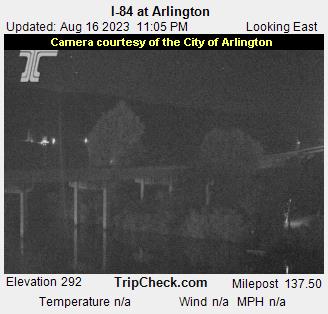 I-84 at Arlington
Updated: Aug 16 2023 11:05 PM Looking East
Camera courtesy of the City of Arlington
Elevation 292 TripCheck.com Milepost 137.50
Temperature n/a Wind n/a MPH n/a